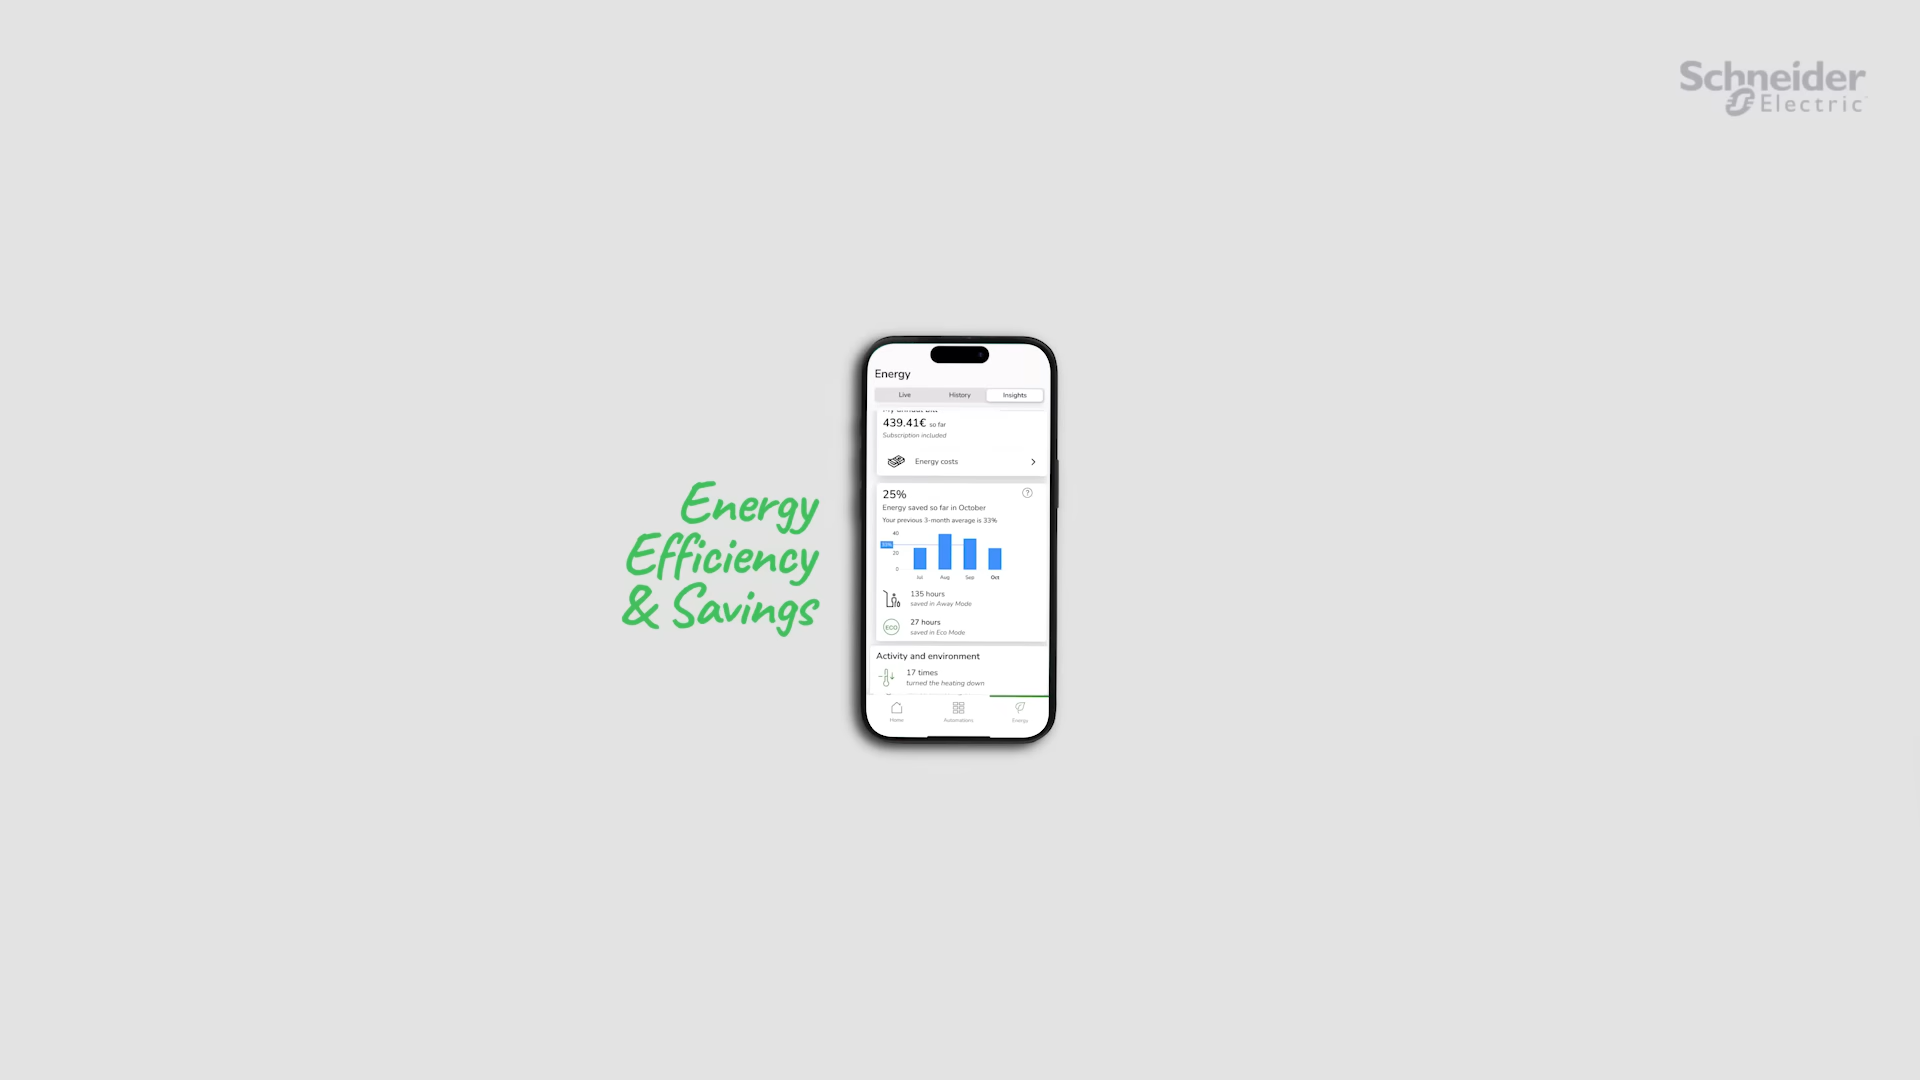 Schneider
Electric
Energy
Efficiency
& Savings
Energy
Live History Insights
439.41€ so far
Subscription included
Energy costs
25%
Energy saved so far in October
Your previous 3-month average is 33%
40
33%
20
0
Jul Aug Sep Oct
135 hours
saved in Away Mode
ECO
27 hours
saved in Eco Mode
Activity and environment
17 times
turned the heating down
Home Automations Energy